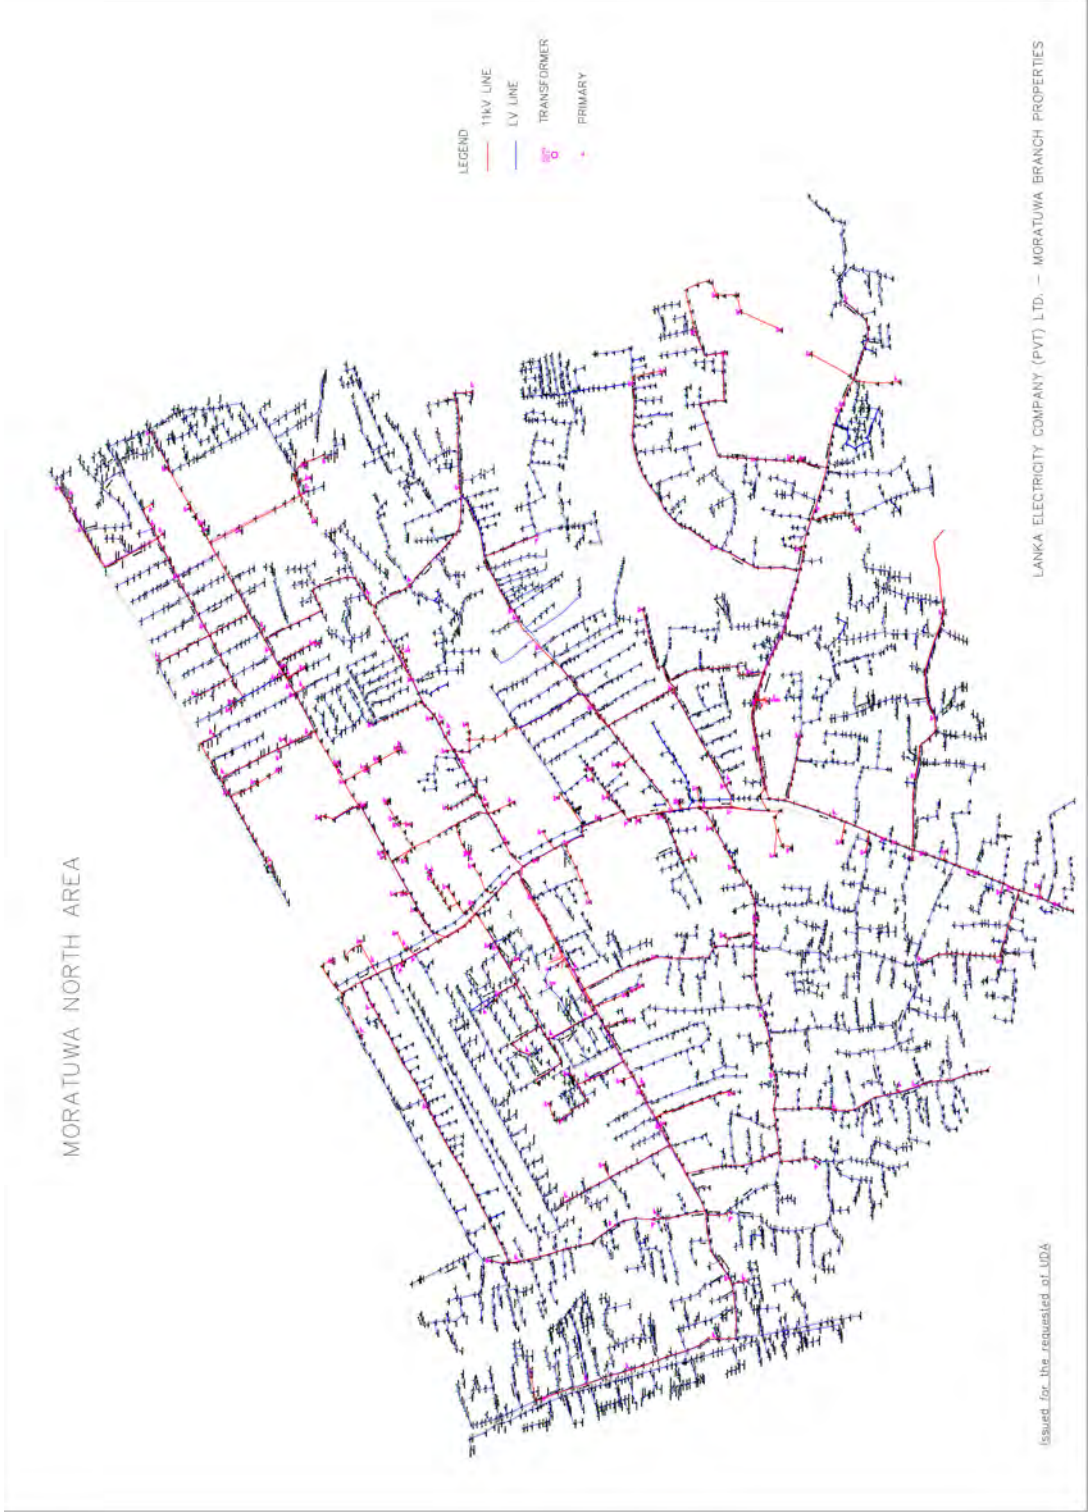 MORATUWA NORTH AREA
LEGEND
11kV LINE
LV LINE
TRANSFORMER
PRIMARY
LANKA ELECTRICITY COMPANY (PVT) LTD. – MORATUWA BRANCH PROPERTIES
Issued for the requested of UDA